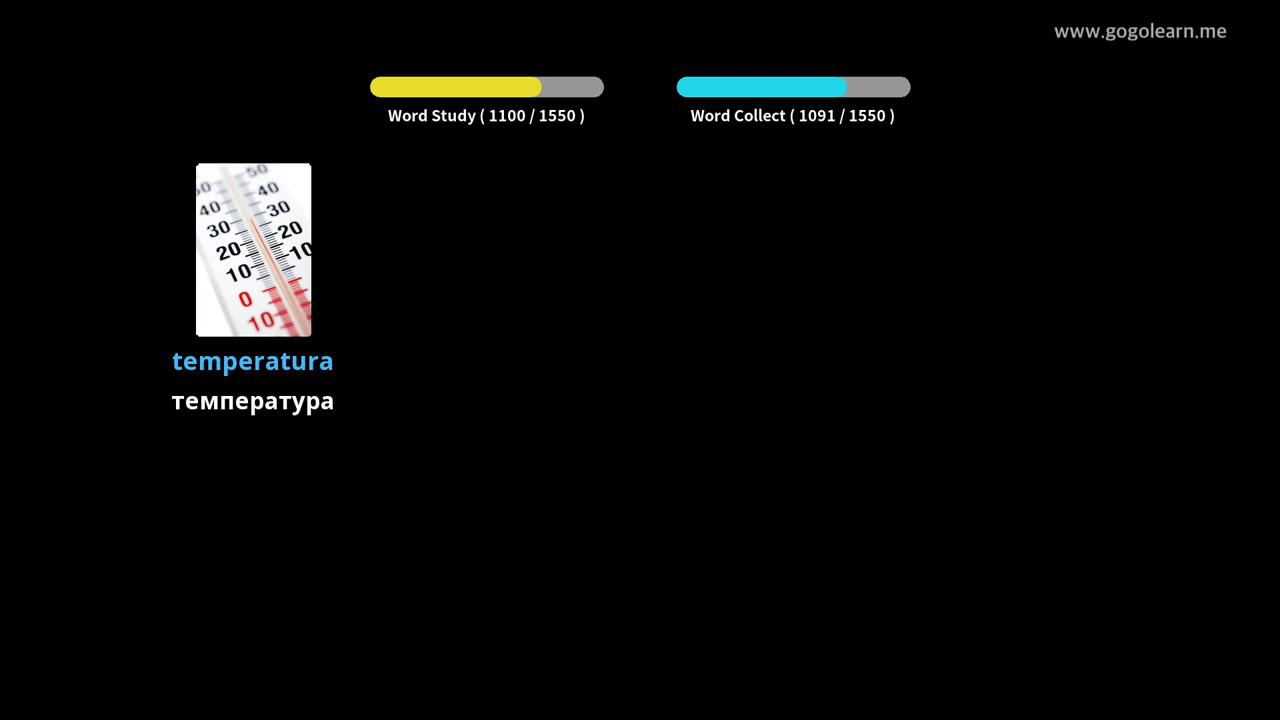 www.gogolearn.me
Word Study ( 1100 / 1550 )
Word Collect ( 1091 / 1550 )
50
40 40
30 30
20 20
10 10
0
10
temperatura
температура